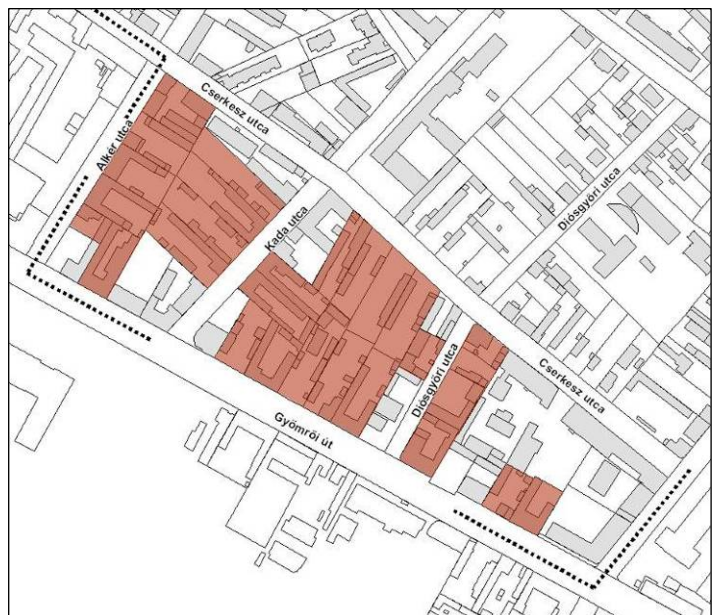 Cserkesz utca
Alkér utca
Kada utca
Diósgyőri utca
Diósgyőri utca
Cserkesz utca
Gyömrői út